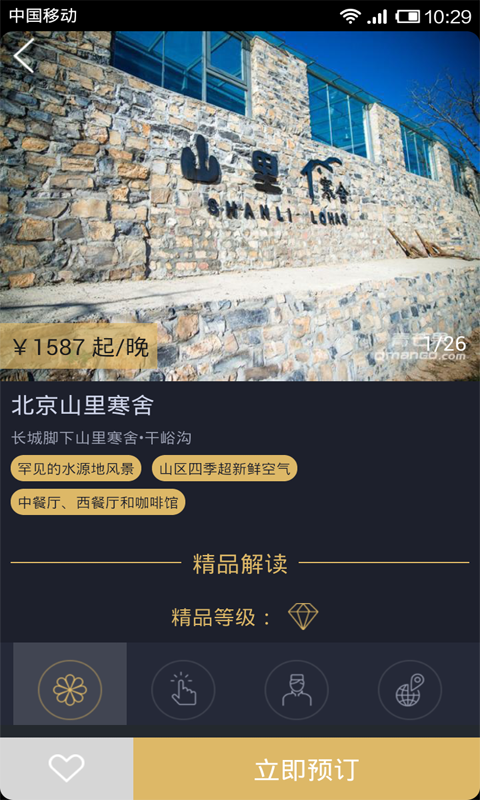 中国移动
10:29
山里寒舍
SHANLI LOHAS
￥1587 起/晚
1/26
qmango.com
北京山里寒舍
长城脚下山里寒舍·干峪沟
罕见的水源地风景
山区四季超新鲜空气
中餐厅、西餐厅和咖啡馆
精品解读
精品等级：
立即预订